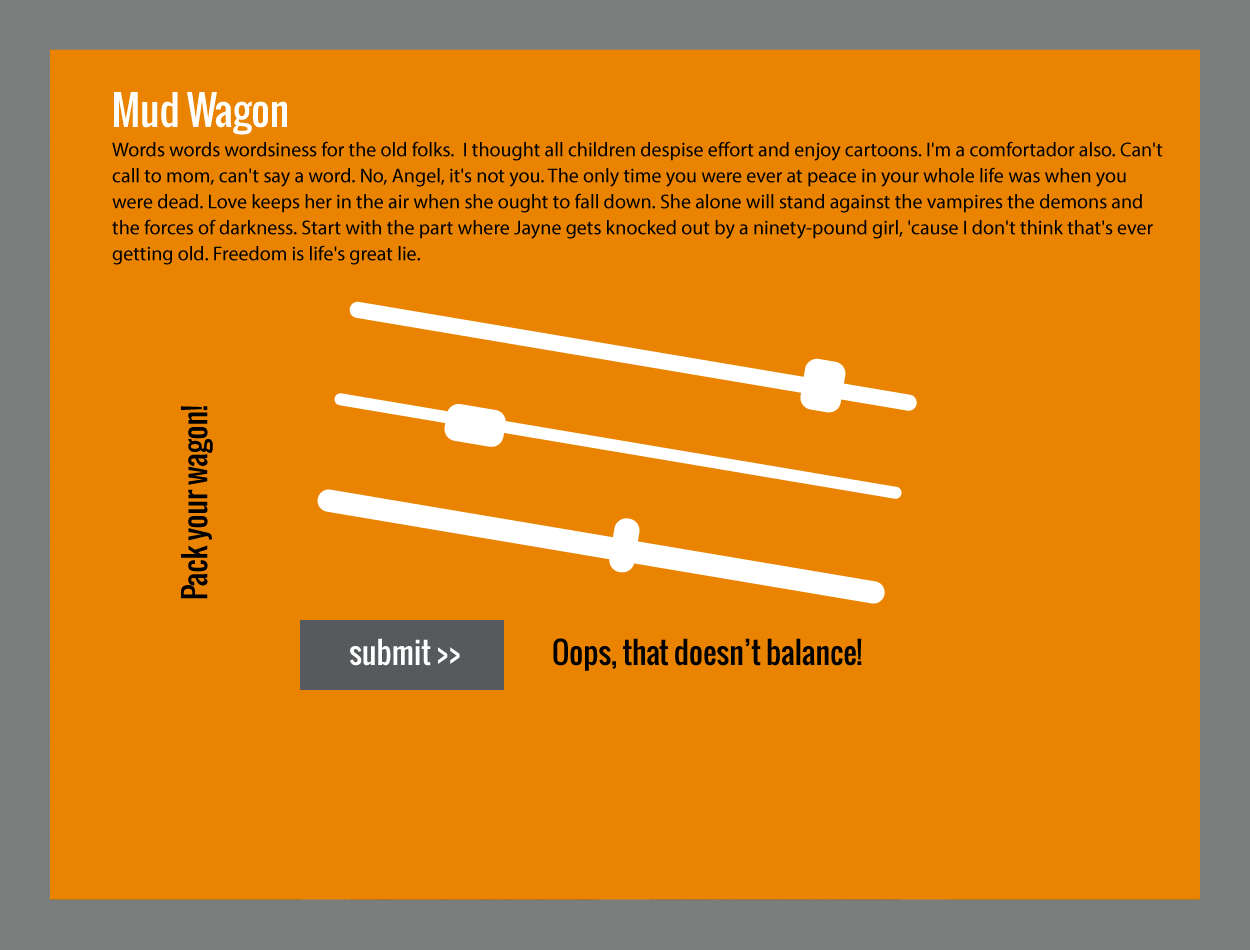 Mud Wagon
Words words wordsiness for the old folks.  I thought all children despise effort and enjoy cartoons. I'm a comfortador also. Can't
call to mom, can't say a word. No, Angel, it's not you. The only time you were ever at peace in your whole life was when you
were dead. Love keeps her in the air when she ought to fall down. She alone will stand against the vampires the demons and
the forces of darkness. Start with the part where Jayne gets knocked out by a ninety-pound girl, 'cause I don't think that's ever
getting old. Freedom is life's great lie.
Pack your wagon!
submit >>
Oops, that doesn’t balance!